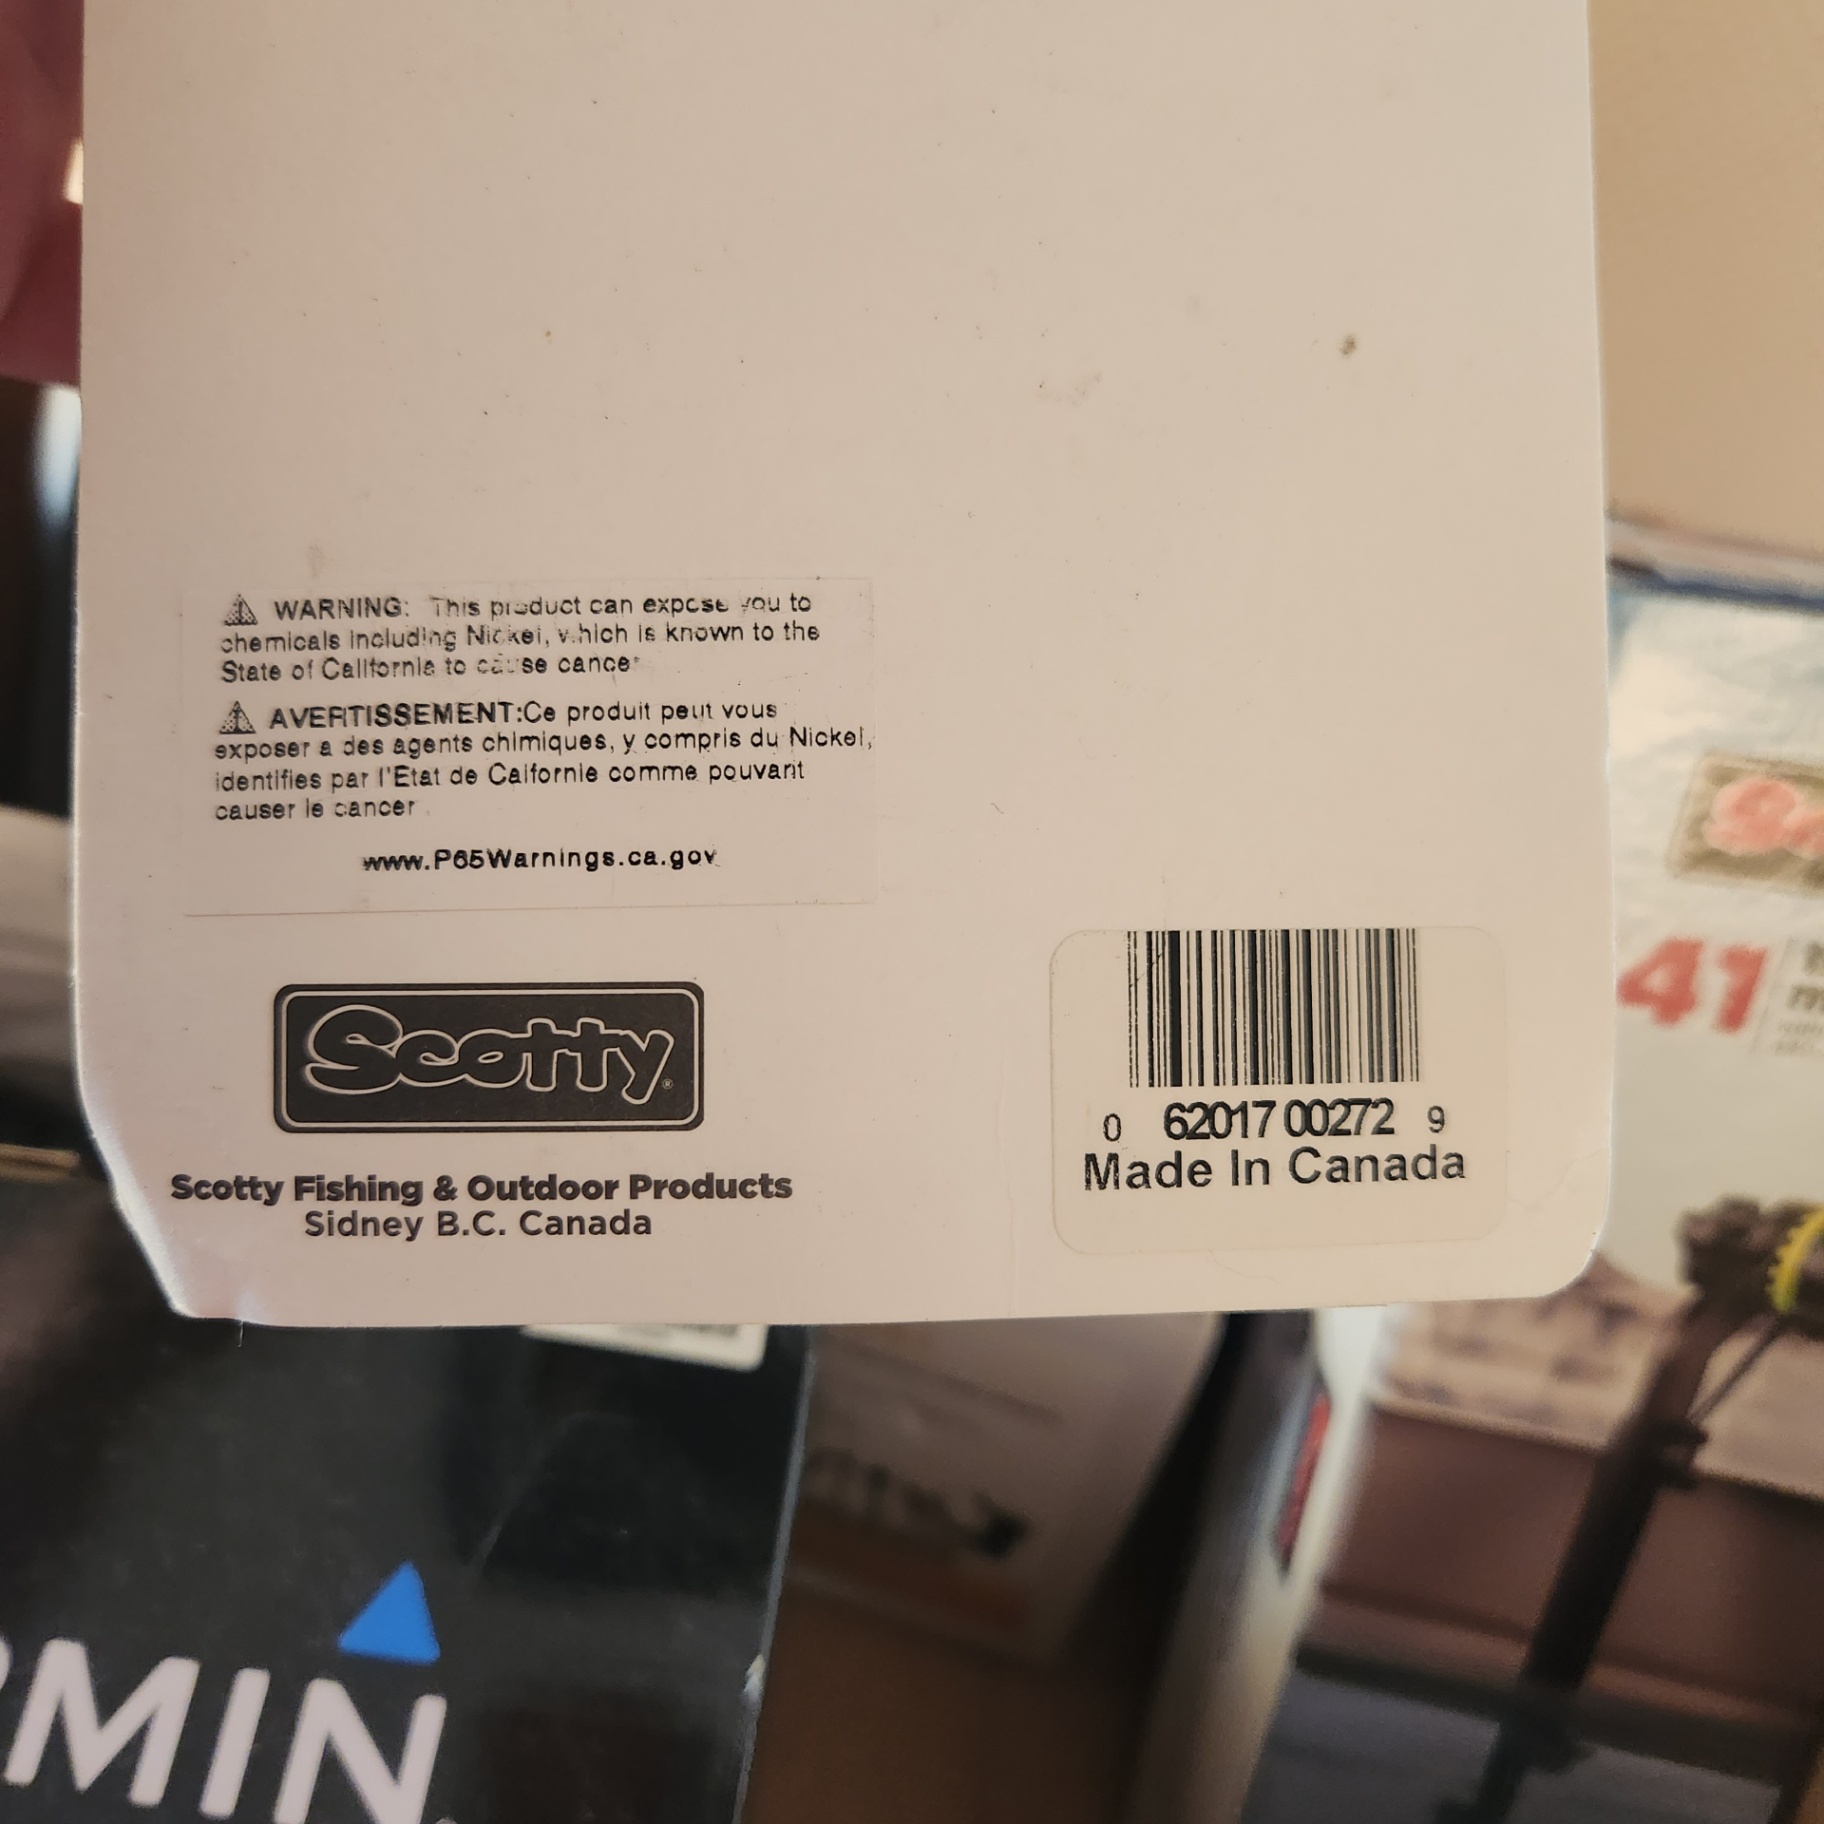 WARNING: This product can expose you to
chemicals including Nickel, which is known to the
State of California to cause cancer
AVERTISSEMENT:Ce produit peut vous
exposer a des agents chimiques, y compris du Nickel,
identifies par l'Etat de Californie comme pouvant
causer le cancer
www.P65Warnings.ca.gov
Scotty®
Scotty Fishing & Outdoor Products
Sidney B.C. Canada
0 62017 00272 9
Made In Canada
41
MIN